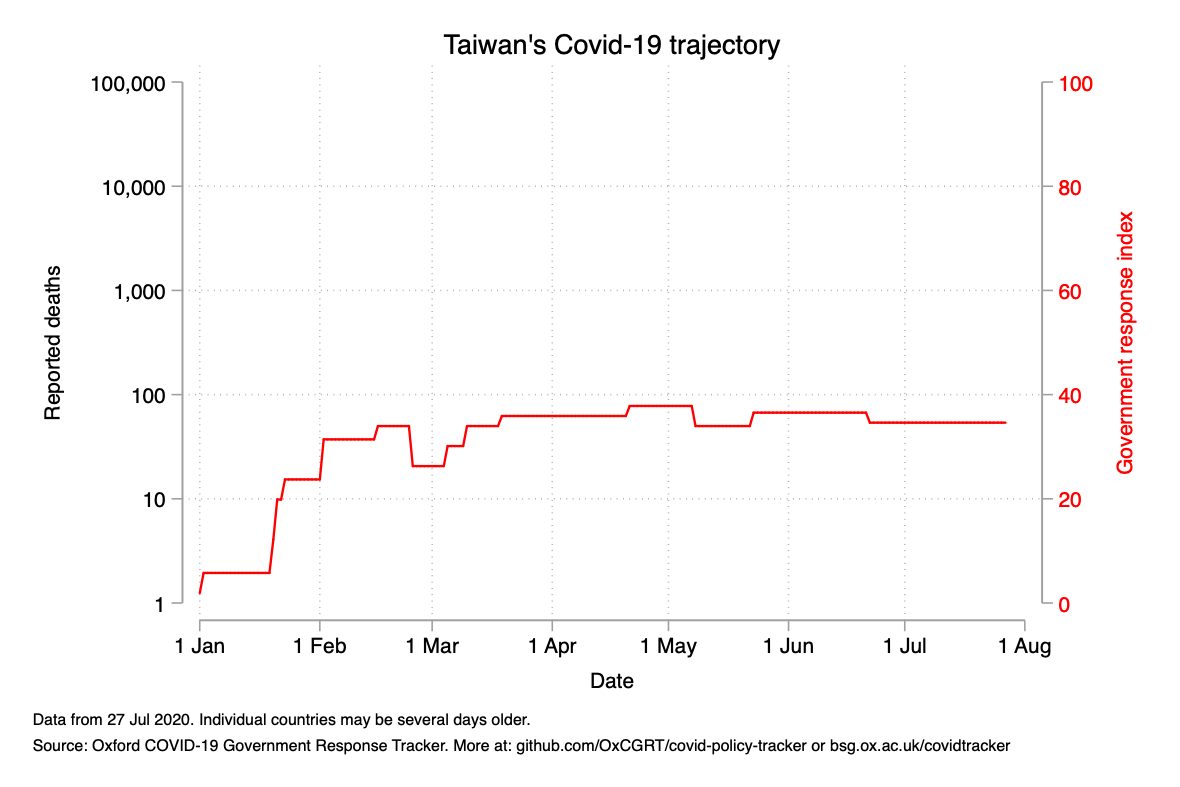 Taiwan's Covid-19 trajectory
100,000
10,000
1,000
100
10
1
Reported deaths
100
80
60
40
20
0
Government response index
1 Jan 1 Feb 1 Mar 1 Apr 1 May 1 Jun 1 Jul 1 Aug
Date
Data from 27 Jul 2020. Individual countries may be several days older.
Source: Oxford COVID-19 Government Response Tracker. More at: github.com/OxCGRT/covid-policy-tracker or bsg.ox.ac.uk/covidtracker